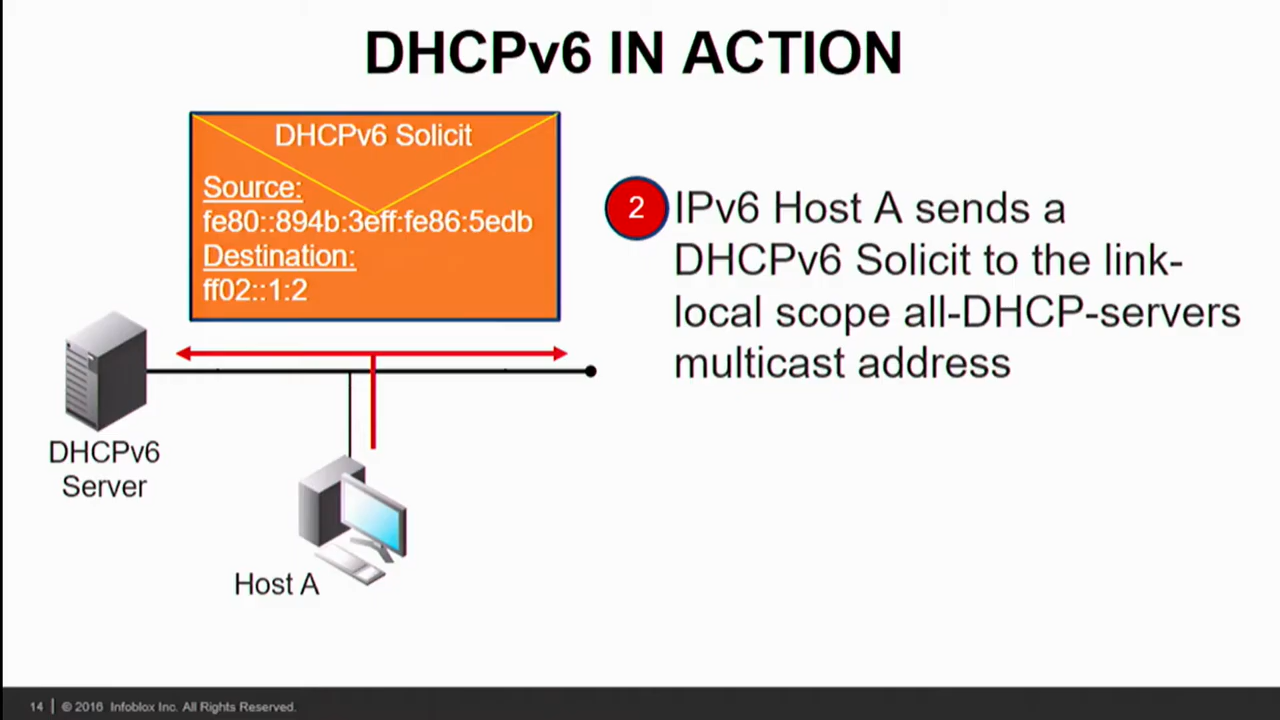 DHCPv6 IN ACTION
DHCPv6 Solicit
Source:
fe80::894b:3eff:fe86:5edb
Destination:
ff02::1:2
2
IPv6 Host A sends a
DHCPv6 Solicit to the link-
local scope all-DHCP-servers
multicast address
DHCPv6
Server
Host A
14 | © 2016 Infoblox Inc. All Rights Reserved.